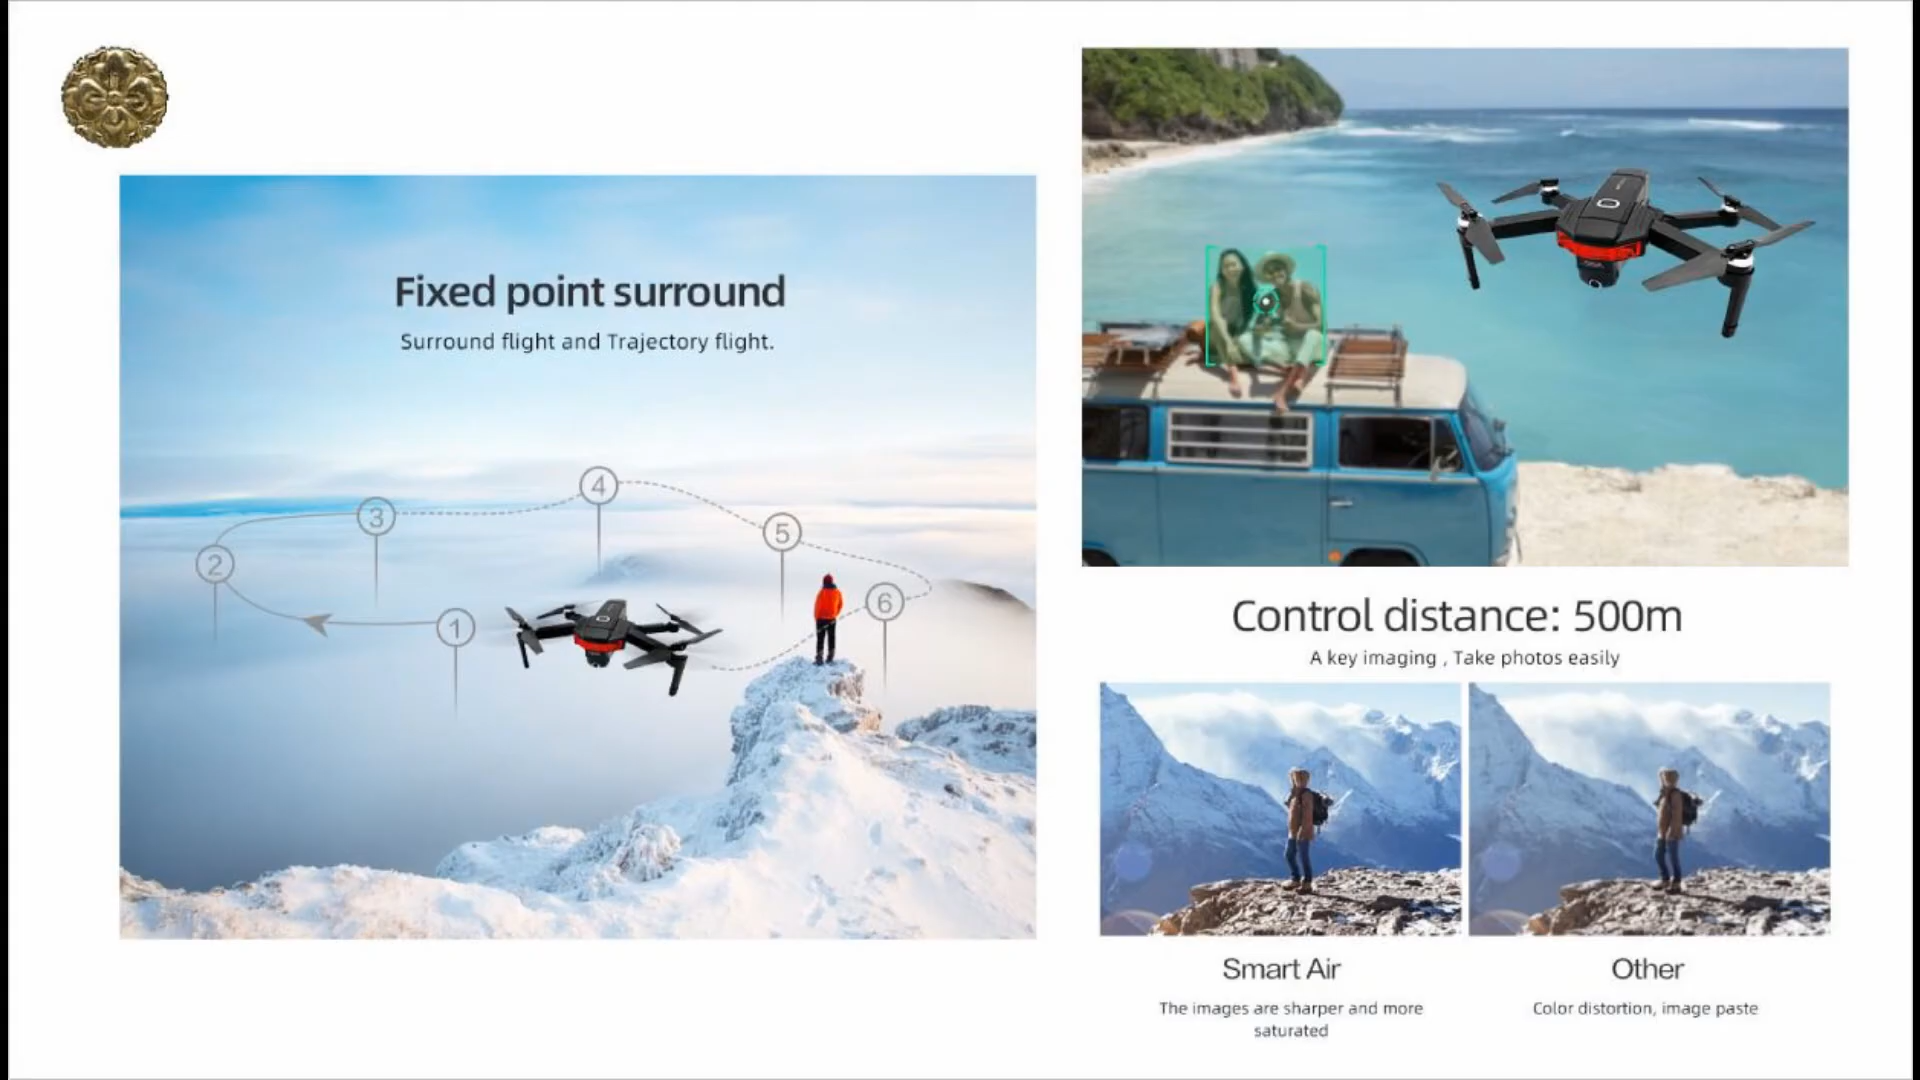 Fixed point surround
Surround flight and Trajectory flight.
4
3
5
2
6
1
Control distance: 500m
A key imaging , Take photos easily
Smart Air
The images are sharper and more
saturated
Other
Color distortion, image paste